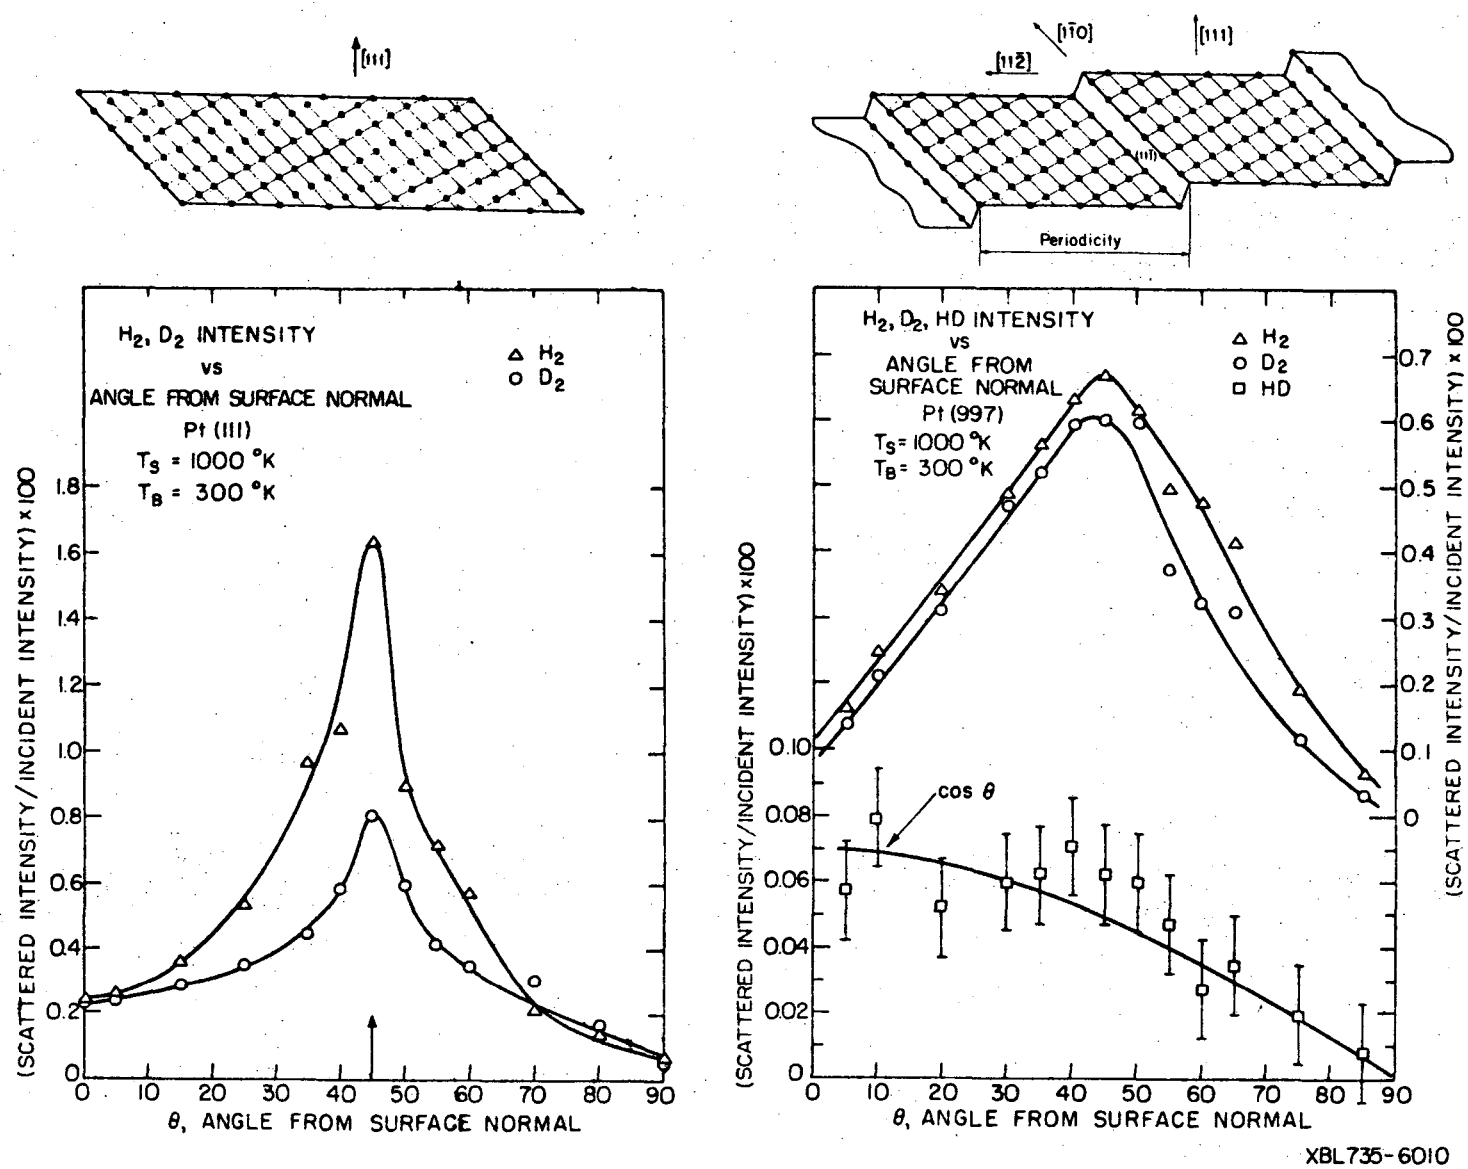 [111]
[11̄0]
[111]
[112̄]
(111̄)
Periodicity
H2, D2 INTENSITY
vs
ANGLE FROM SURFACE NORMAL
Pt (111)
TS = 1000 °K
TB = 300 °K
△ H2
○ D2
(SCATTERED INTENSITY/INCIDENT INTENSITY) x 100
1.8
1.6
1.4
1.2
1.0
0.8
0.6
0.4
0.2
0
0 10 20 30 40 50 60 70 80 90
θ, ANGLE FROM SURFACE NORMAL
H2, D2, HD INTENSITY
vs
ANGLE FROM
SURFACE NORMAL
Pt (997)
TS = 1000 °K
TB = 300 °K
△ H2
○ D2
□ HD
cos θ
(SCATTERED INTENSITY/INCIDENT INTENSITY) x 100
0.10
0.08
0.06
0.04
0.02
0
0.7
0.6
0.5
0.4
0.3
0.2
0.1
0
(SCATTERED INTENSITY/INCIDENT INTENSITY) x 100
0 10 20 30 40 50 60 70 80 90
θ, ANGLE FROM SURFACE NORMAL
XBL735-6010